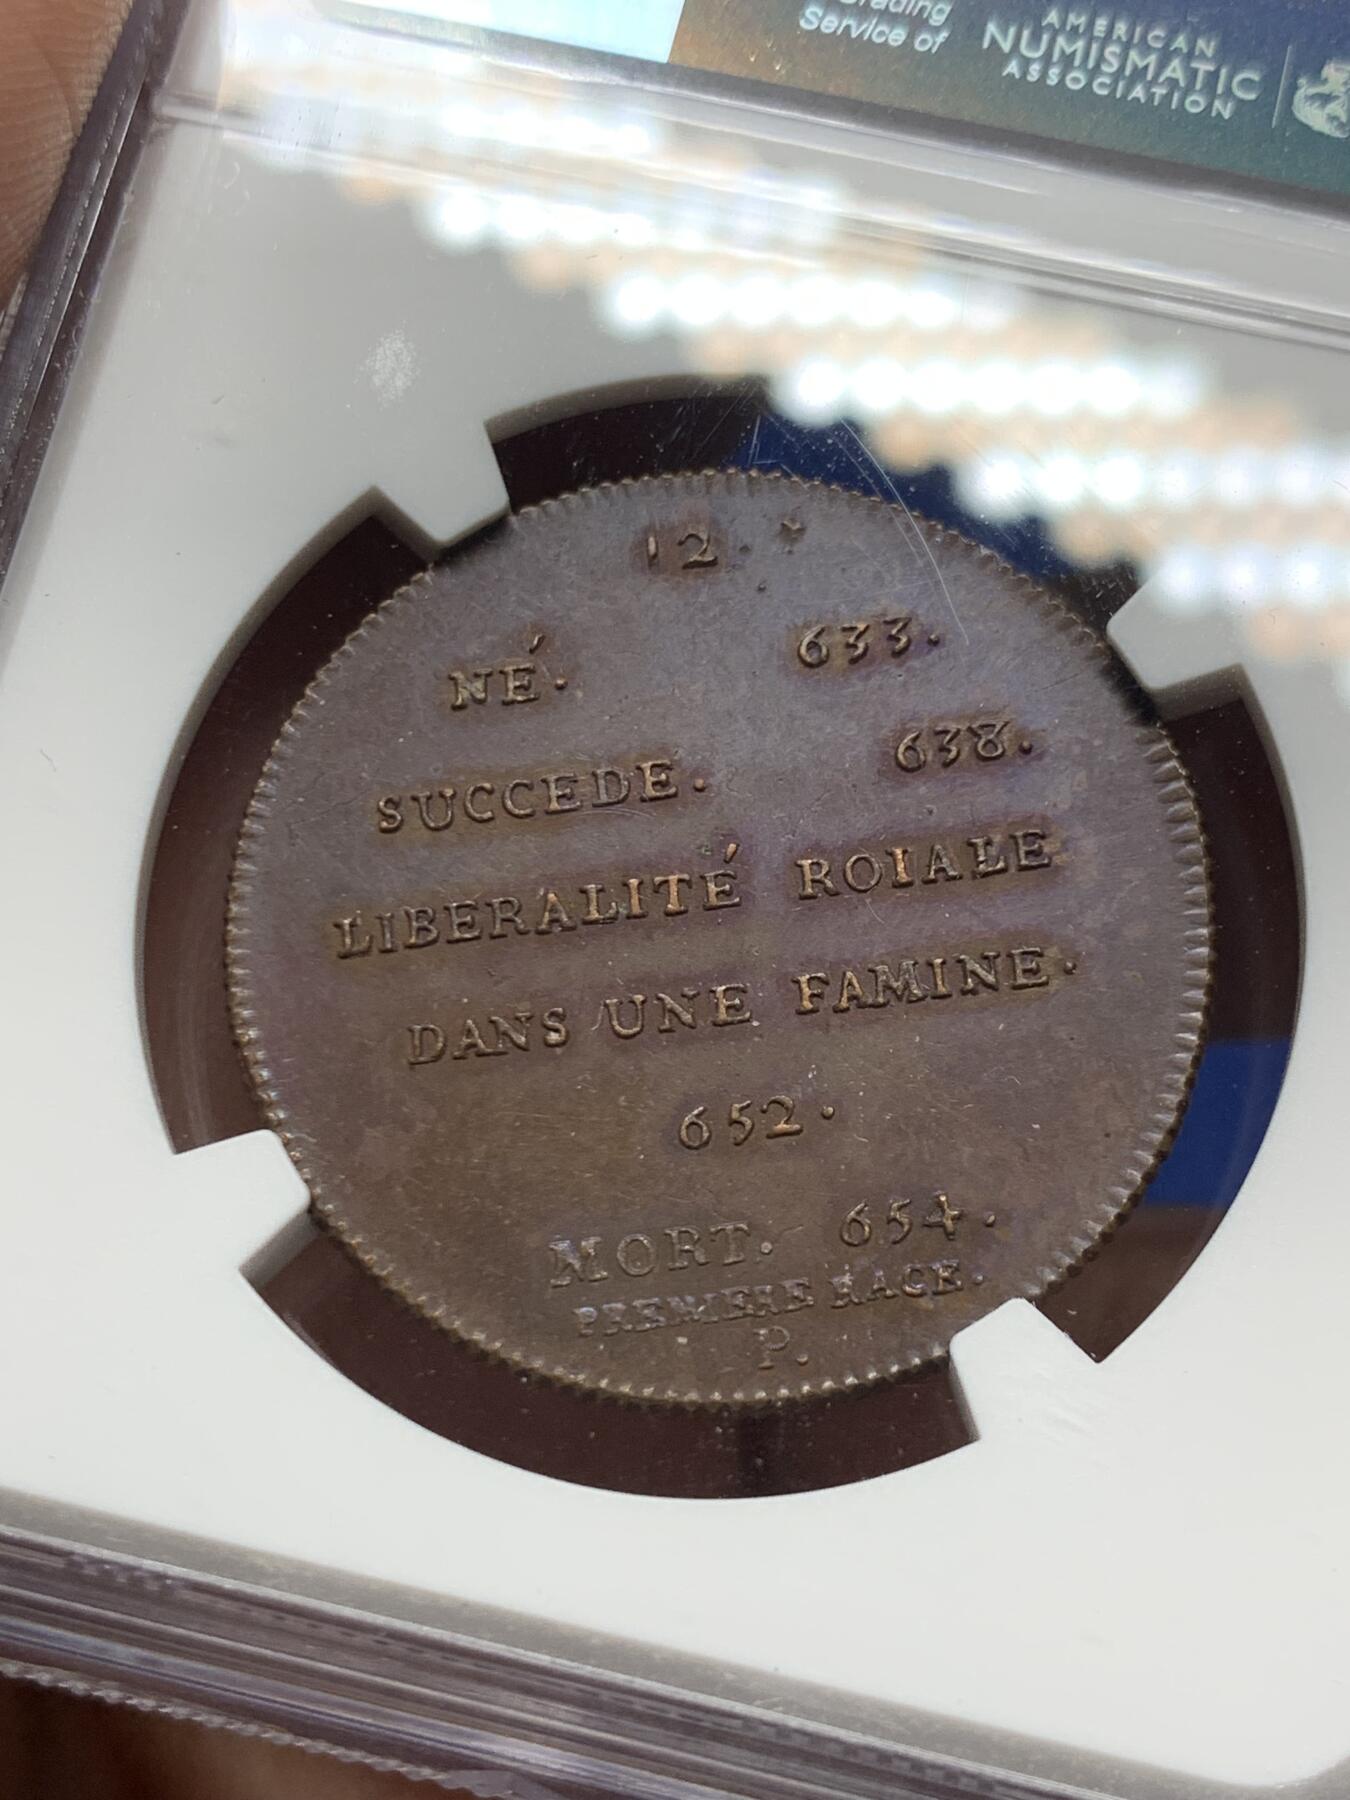 Grading
Service of
AMERICAN
NUMISMATIC
ASSOCIATION
12.
NÉ. 633.
SUCCEDE. 638.
LIBERALITÉ ROIALE
DANS UNE FAMINE.
652.
MORT. 654.
PREMIERE RACE.
P.